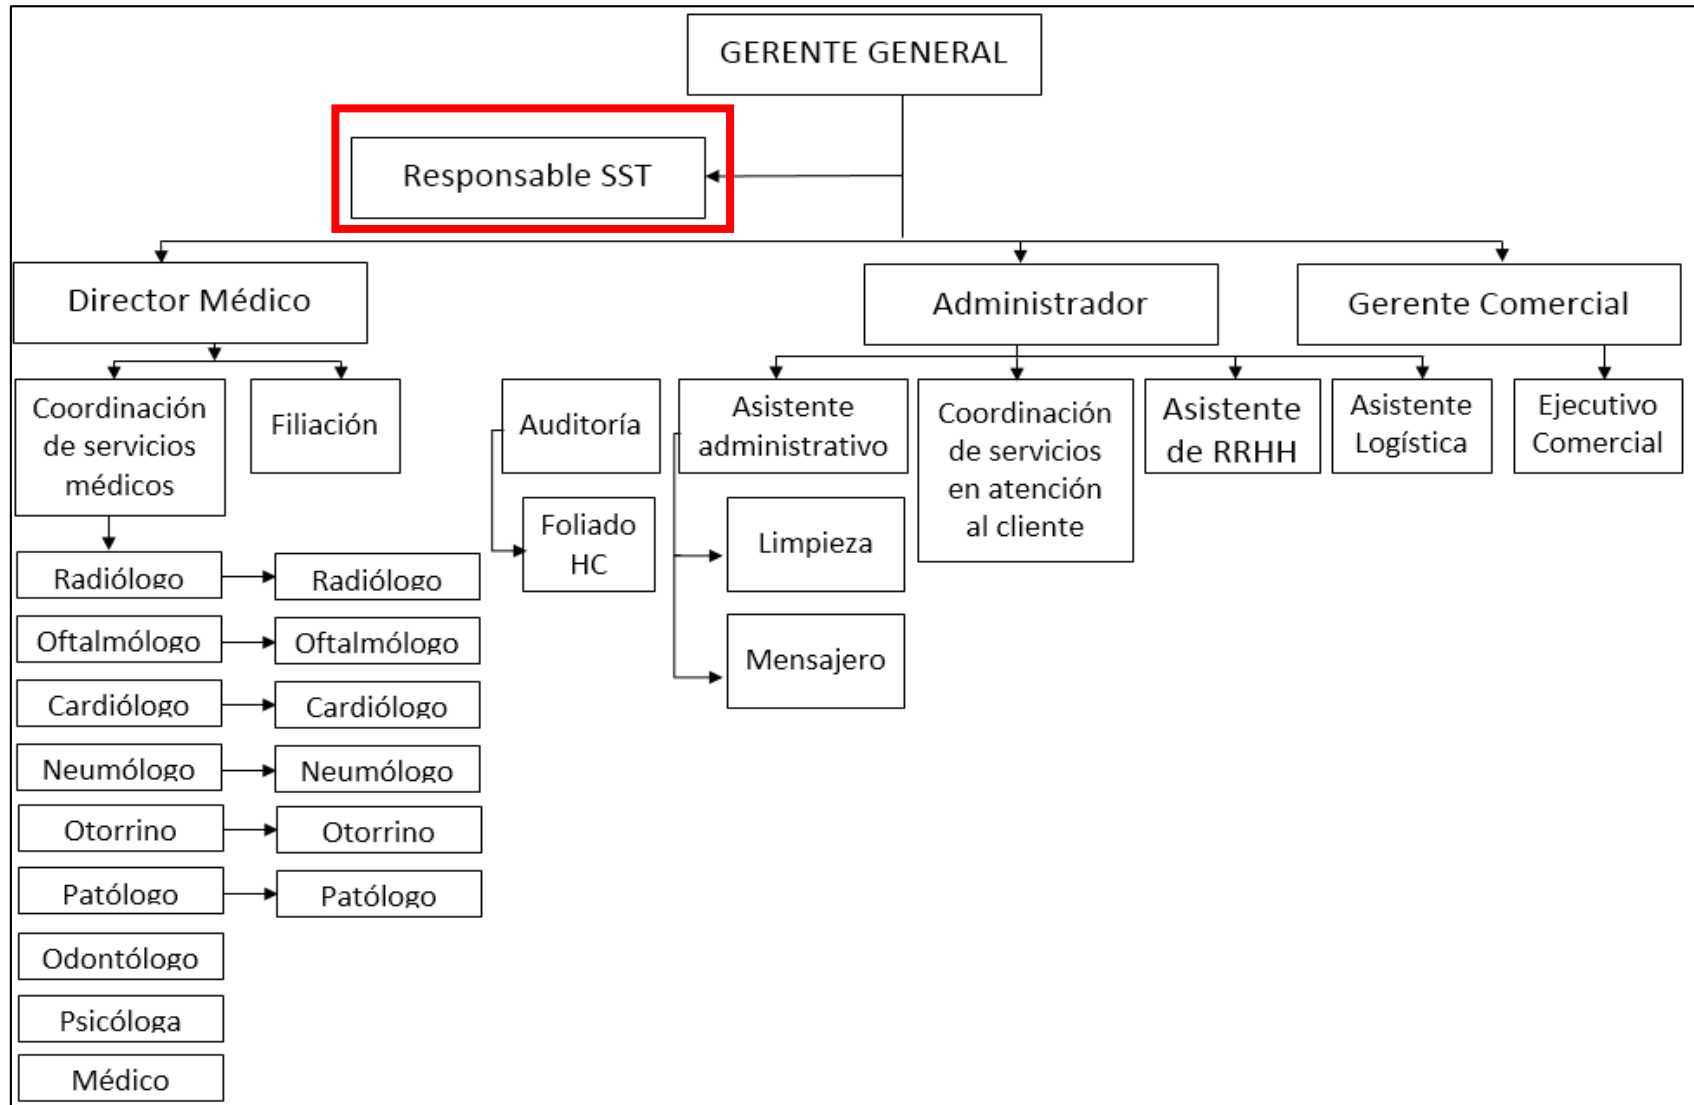 GERENTE GENERAL
Responsable SST
Director Médico
Administrador
Gerente Comercial
Coordinación
de servicios
médicos
Filiación
Auditoría
Asistente
administrativo
Coordinación
de servicios
en atención
al cliente
Asistente
de RRHH
Asistente
Logística
Ejecutivo
Comercial
Foliado
HC
Limpieza
Mensajero
Radiólogo
Radiólogo
Oftalmólogo
Oftalmólogo
Cardiólogo
Cardiólogo
Neumólogo
Neumólogo
Otorrino
Otorrino
Patólogo
Patólogo
Odontólogo
Psicóloga
Médico